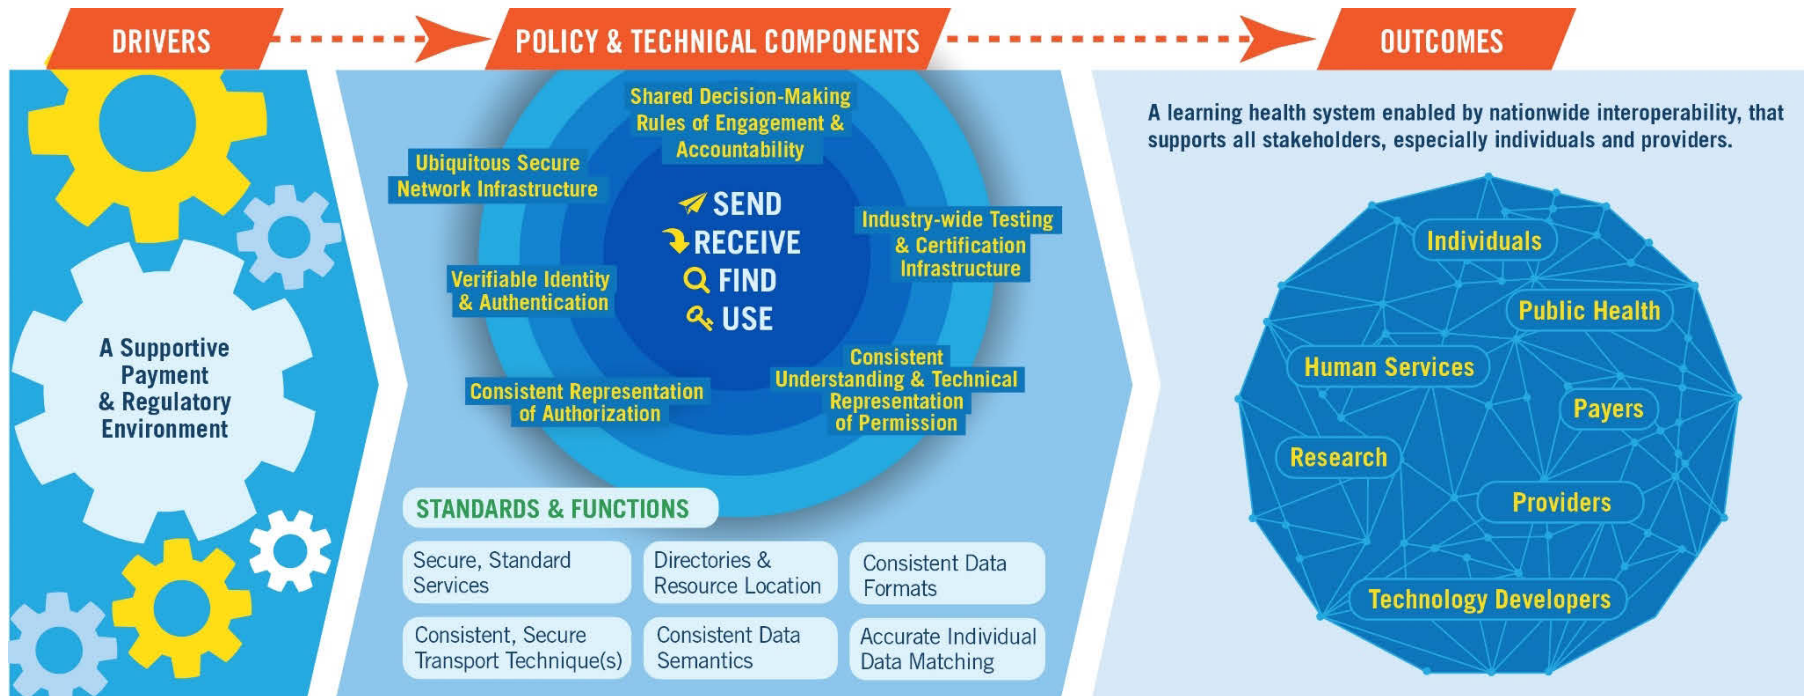 DRIVERS
POLICY & TECHNICAL COMPONENTS
OUTCOMES
A Supportive
Payment
& Regulatory
Environment
Shared Decision-Making
Rules of Engagement &
Accountability
Ubiquitous Secure
Network Infrastructure
Verifiable Identity
& Authentication
Consistent Representation
of Authorization
SEND
RECEIVE
FIND
USE
Industry-wide Testing
& Certification
Infrastructure
Consistent
Understanding & Technical
Representation
of Permission
STANDARDS & FUNCTIONS
Secure, Standard
Services
Directories &
Resource Location
Consistent Data
Formats
Consistent, Secure
Transport Technique(s)
Consistent Data
Semantics
Accurate Individual
Data Matching
A learning health system enabled by nationwide interoperability, that
supports all stakeholders, especially individuals and providers.
Individuals
Public Health
Human Services
Payers
Research
Providers
Technology Developers